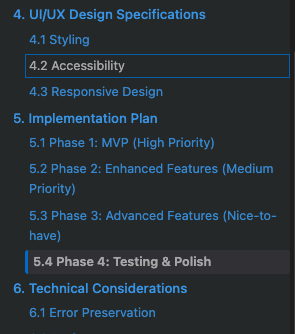 4. UI/UX Design Specifications
4.1 Styling
4.2 Accessibility
4.3 Responsive Design
5. Implementation Plan
5.1 Phase 1: MVP (High Priority)
5.2 Phase 2: Enhanced Features (Medium
Priority)
5.3 Phase 3: Advanced Features (Nice-to-
have)
5.4 Phase 4: Testing & Polish
6. Technical Considerations
6.1 Error Preservation